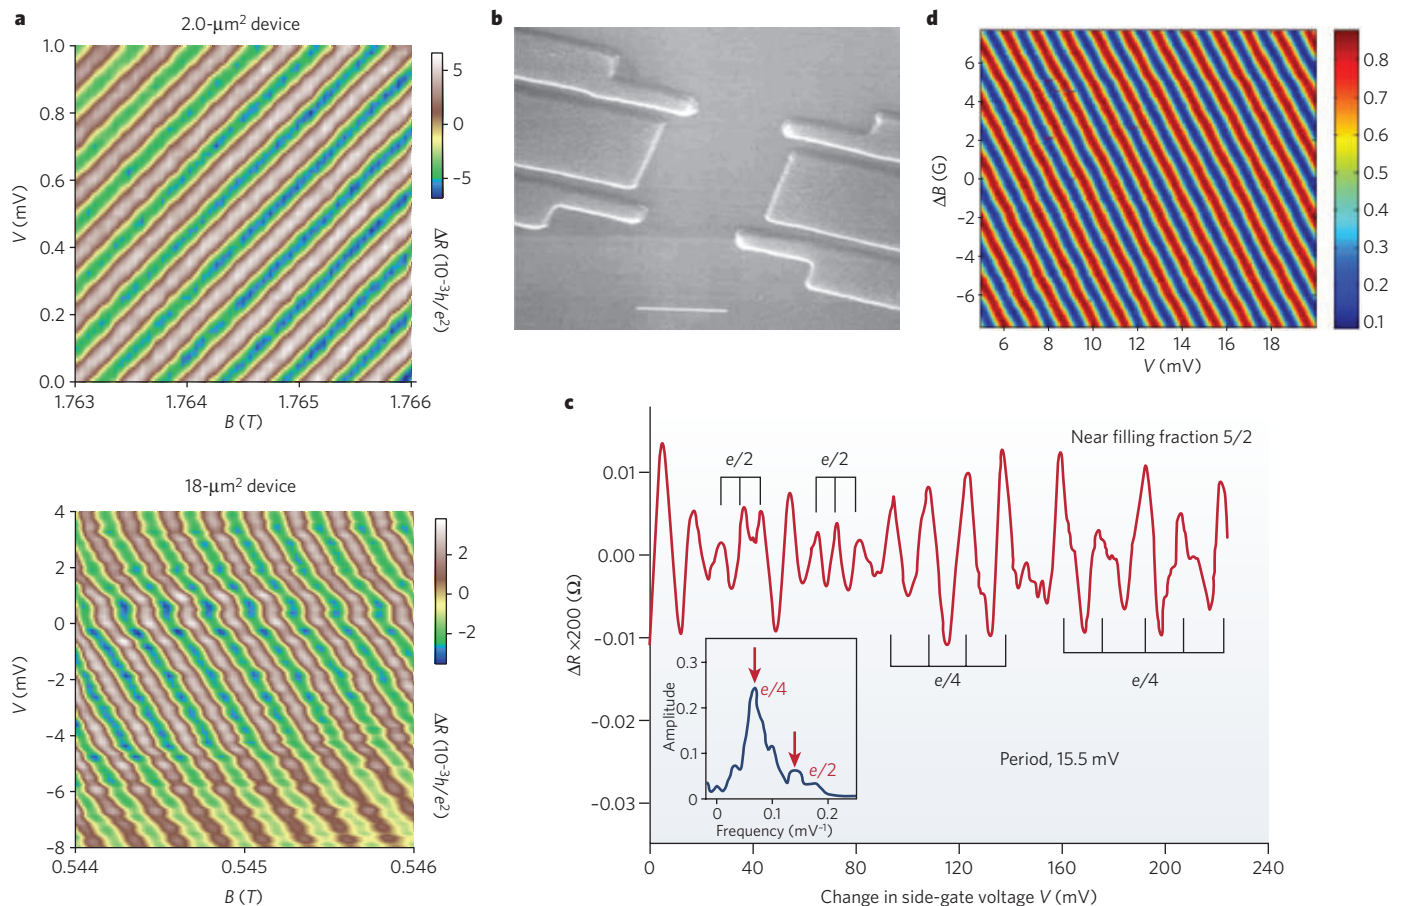 a
2.0-µm² device
1.0
0.8
0.6
0.4
0.2
0.0
V (mV)
1.763
1.764
1.765
1.766
B (T)
5
0
−5
ΔR (10⁻³h/e²)
18-µm² device
4
2
0
−2
−4
−6
−8
V (mV)
0.544
0.545
0.546
B (T)
2
0
−2
ΔR (10⁻³h/e²)
b
d
6
4
2
0
−2
−4
−6
ΔB (G)
6
8
10
12
14
16
18
V (mV)
0.8
0.7
0.6
0.5
0.4
0.3
0.2
0.1
c
Near filling fraction 5/2
e/2
e/2
0.01
0.00
-0.01
-0.02
-0.03
ΔR ×200 (Ω)
e/4
e/4
Period, 15.5 mV
0.3
0.2
0.1
0
Amplitude
e/4
e/2
0
0.1
0.2
Frequency (mV⁻¹)
0
40
80
120
160
200
240
Change in side-gate voltage V (mV)